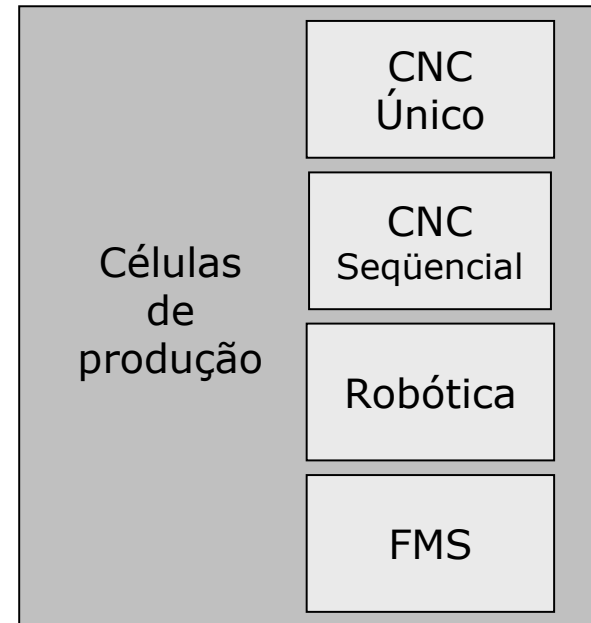 Células
de
produção
CNC
Único
CNC
Seqüencial
Robótica
FMS